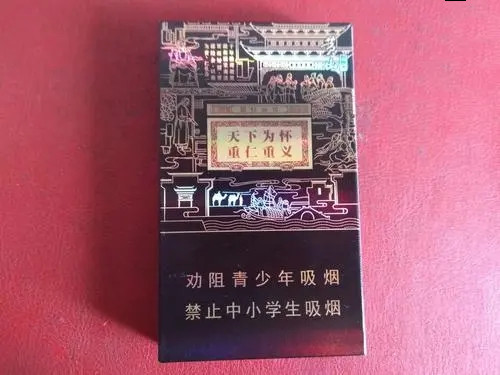 天下为怀
重仁重义
劝阻青少年吸烟
禁止中小学生吸烟